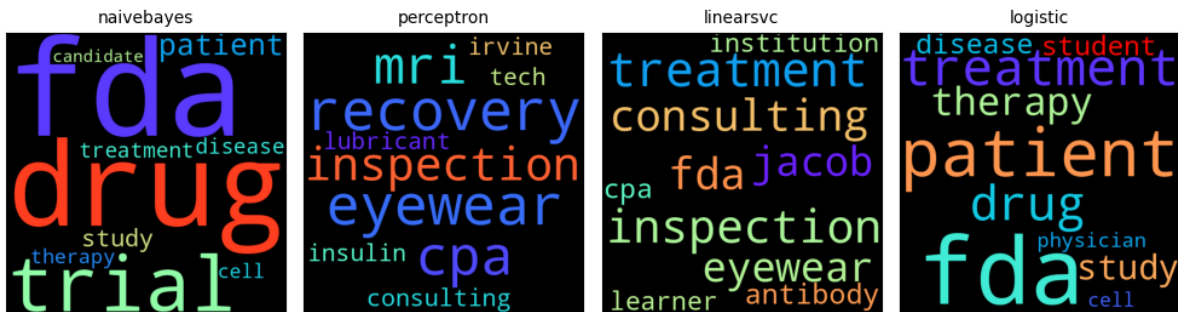 naivebayes
candidate
patient
fda
treatment
disease
drug
study
therapy
cell
trial
perceptron
irvine
mri
tech
recovery
lubricant
inspection
eyewear
insulin
cpa
consulting
linearsvc
institution
treatment
consulting
fda
jacob
cpa
inspection
eyewear
learner
antibody
logistic
disease
student
treatment
therapy
patient
drug
physician
fda
study
cell